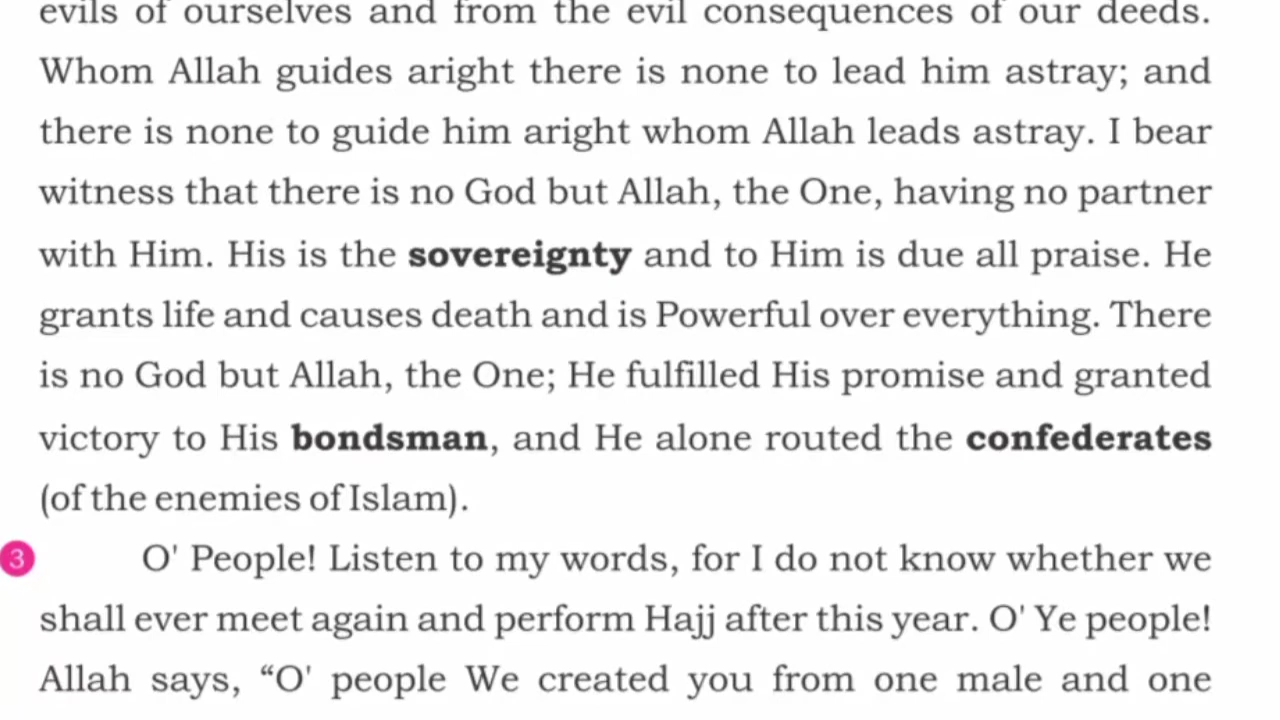 evils of ourselves and from the evil consequences of our deeds.
Whom Allah guides aright there is none to lead him astray; and
there is none to guide him aright whom Allah leads astray. I bear
witness that there is no God but Allah, the One, having no partner
with Him. His is the sovereignty and to Him is due all praise. He
grants life and causes death and is Powerful over everything. There
is no God but Allah, the One; He fulfilled His promise and granted
victory to His bondsman, and He alone routed the confederates
(of the enemies of Islam).
3 O' People! Listen to my words, for I do not know whether we
shall ever meet again and perform Hajj after this year. O' Ye people!
Allah says, “O' people We created you from one male and one